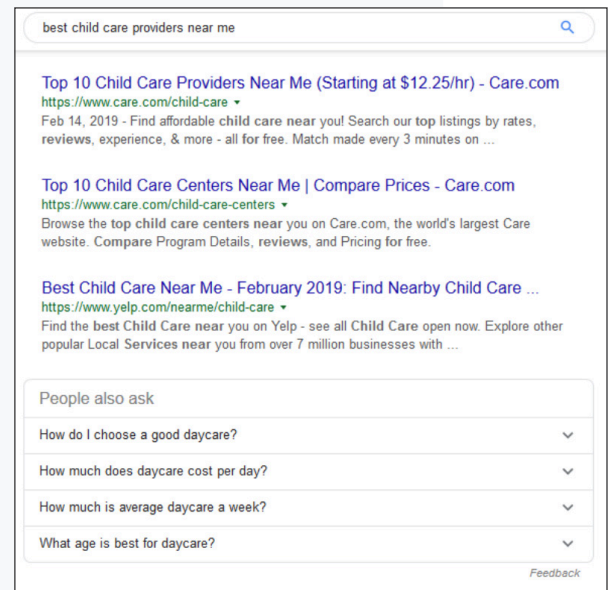 best child care providers near me
Top 10 Child Care Providers Near Me (Starting at $12.25/hr) - Care.com
https://www.care.com/child-care
Feb 14, 2019 - Find affordable child care near you! Search our top listings by rates,
reviews, experience, & more - all for free. Match made every 3 minutes on ...
Top 10 Child Care Centers Near Me | Compare Prices - Care.com
https://www.care.com/child-care-centers
Browse the top child care centers near you on Care.com, the world's largest Care
website. Compare Program Details, reviews, and Pricing for free.
Best Child Care Near Me - February 2019: Find Nearby Child Care ...
https://www.yelp.com/nearme/child-care
Find the best Child Care near you on Yelp - see all Child Care open now. Explore other
popular Local Services near you from over 7 million businesses with ...
People also ask
How do I choose a good daycare?
How much does daycare cost per day?
How much is average daycare a week?
What age is best for daycare?
Feedback